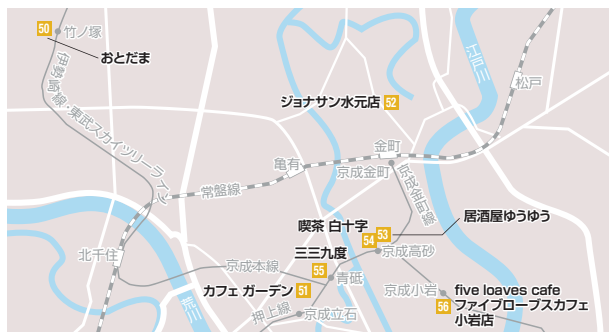 50
竹ノ塚
おとだま
伊勢崎線・東武スカイツリーライン
江戸川
松戸
ジョナサン水元店 52
金町
京成金町
京成金町線
亀有
常盤線
喫茶 白十字
54 53
居酒屋ゆうゆう
京成高砂
北千住
荒川
三三九度
55
青砥
京成本線
カフェ ガーデン 51
押上線
京成立石
京成小岩
56
five loaves cafe
ファイブローブスカフェ
小岩店